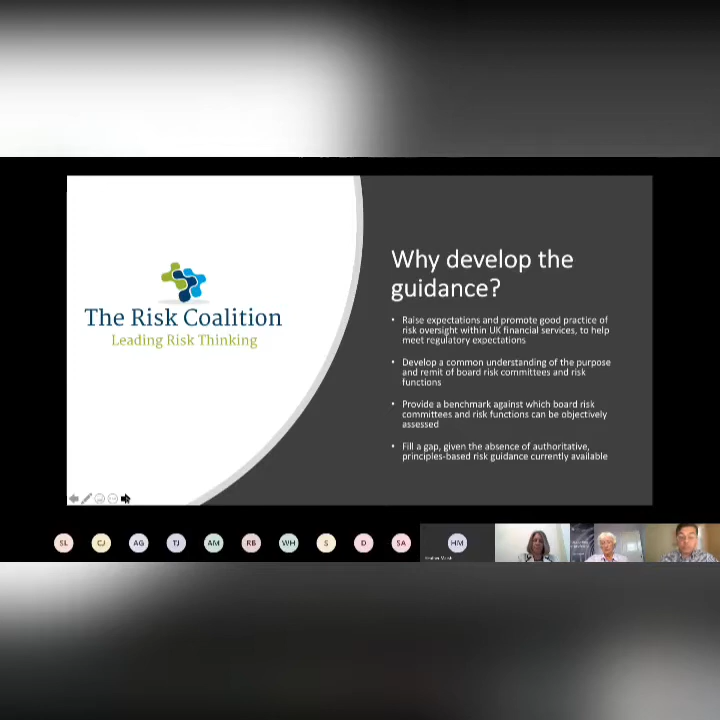 The Risk Coalition
Leading Risk Thinking
Why develop the
guidance?
• Raise expectations and promote good practice of
risk oversight within UK financial services, to help
meet regulatory expectations
• Develop a common understanding of the purpose
and remit of board risk committees and risk
functions
• Provide a benchmark against which board risk
committees and risk functions can be objectively
assessed
• Fill a gap, given the absence of authoritative,
principles-based risk guidance currently available
SL CJ AG TJ AM RB WH S D SA HM